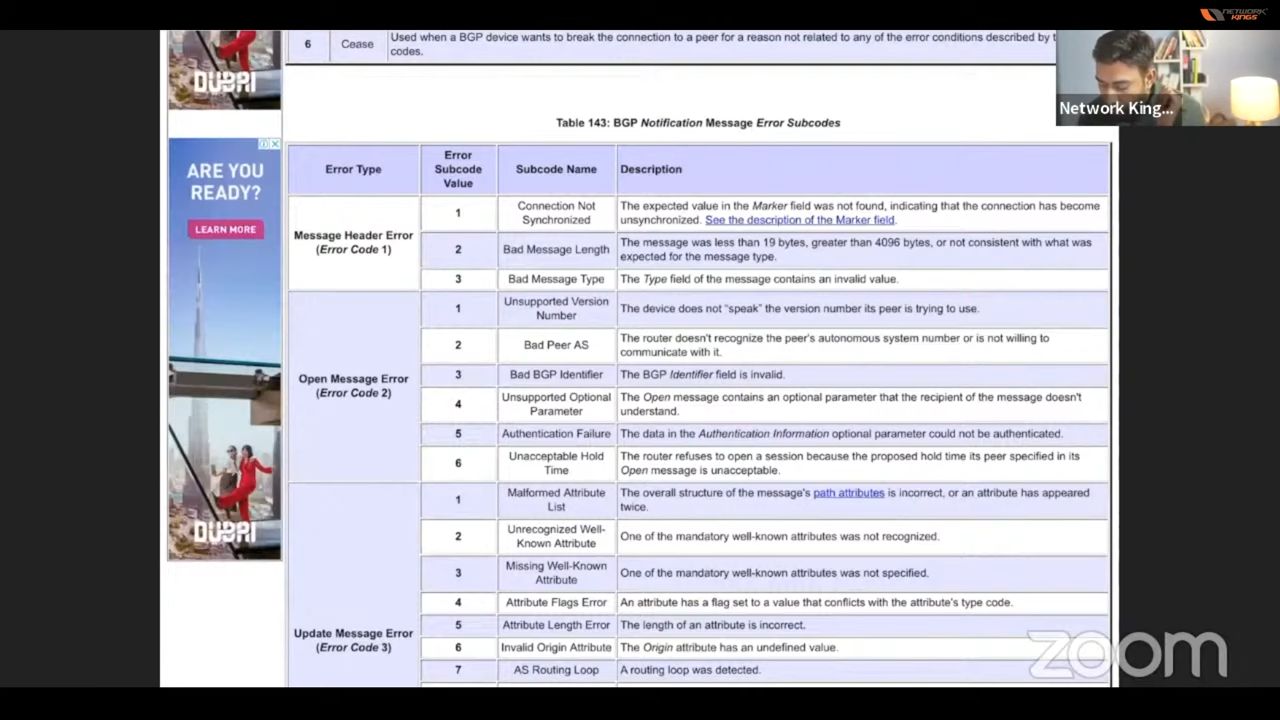 NETWORK
KINGS
6 Cease Used when a BGP device wants to break the connection to a peer for a reason not related to any of the error conditions described by
codes.
DUBAI
Network King...
Table 143: BGP Notification Message Error Subcodes
ARE YOU
READY?
LEARN MORE
DUBAI
Error Type Error Subcode Value Subcode Name Description
Message Header Error
(Error Code 1)
1 Connection Not Synchronized The expected value in the Marker field was not found, indicating that the connection has become
unsynchronized. See the description of the Marker field.
2 Bad Message Length The message was less than 19 bytes, greater than 4096 bytes, or not consistent with what was
expected for the message type.
3 Bad Message Type The Type field of the message contains an invalid value.
Open Message Error
(Error Code 2)
1 Unsupported Version Number The device does not “speak” the version number its peer is trying to use.
2 Bad Peer AS The router doesn't recognize the peer's autonomous system number or is not willing to
communicate with it.
3 Bad BGP Identifier The BGP Identifier field is invalid.
4 Unsupported Optional Parameter The Open message contains an optional parameter that the recipient of the message doesn't
understand.
5 Authentication Failure The data in the Authentication Information optional parameter could not be authenticated.
6 Unacceptable Hold Time The router refuses to open a session because the proposed hold time its peer specified in its
Open message is unacceptable.
Update Message Error
(Error Code 3)
1 Malformed Attribute List The overall structure of the message's path attributes is incorrect, or an attribute has appeared
twice.
2 Unrecognized Well-Known Attribute One of the mandatory well-known attributes was not recognized.
3 Missing Well-Known Attribute One of the mandatory well-known attributes was not specified.
4 Attribute Flags Error An attribute has a flag set to a value that conflicts with the attribute's type code.
5 Attribute Length Error The length of an attribute is incorrect.
6 Invalid Origin Attribute The Origin attribute has an undefined value.
7 AS Routing Loop A routing loop was detected.
zoom